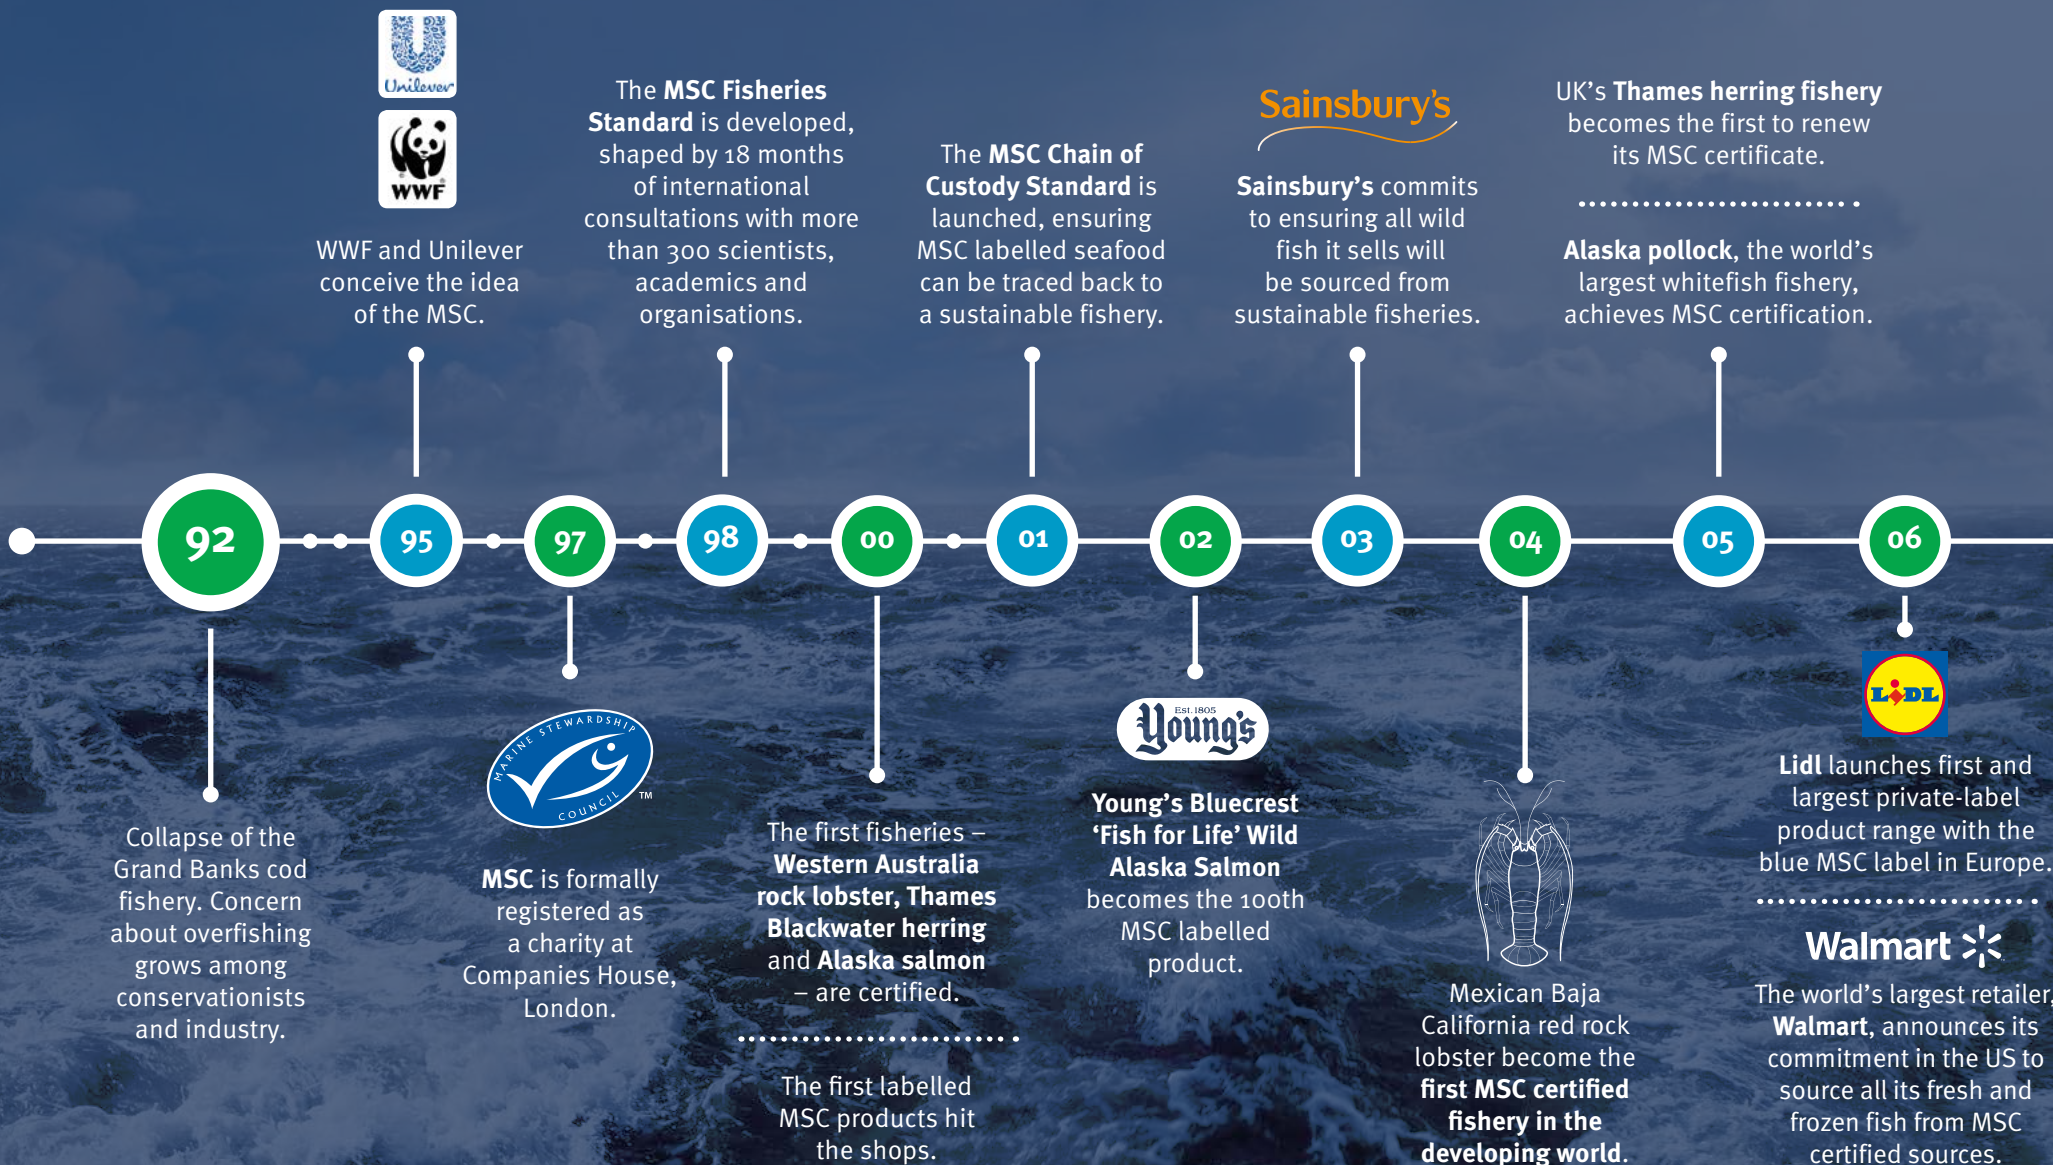 Unilever
WWF
WWF and Unilever
conceive the idea
of the MSC.
The MSC Fisheries
Standard is developed,
shaped by 18 months
of international
consultations with more
than 300 scientists,
academics and
organisations.
The MSC Chain of
Custody Standard is
launched, ensuring
MSC labelled seafood
can be traced back to
a sustainable fishery.
Sainsbury's
Sainsbury's commits
to ensuring all wild
fish it sells will
be sourced from
sustainable fisheries.
UK's Thames herring fishery
becomes the first to renew
its MSC certificate.
Alaska pollock, the world's
largest whitefish fishery,
achieves MSC certification.
92
95
97
98
00
01
02
03
04
05
06
Collapse of the
Grand Banks cod
fishery. Concern
about overfishing
grows among
conservationists
and industry.
MARINE STEWARDSHIP
COUNCIL
TM
MSC is formally
registered as
a charity at
Companies House,
London.
The first fisheries –
Western Australia
rock lobster, Thames
Blackwater herring
and Alaska salmon
– are certified.
The first labelled
MSC products hit
the shops.
Est.1805
Young's
Young's Bluecrest
'Fish for Life' Wild
Alaska Salmon
becomes the 100th
MSC labelled
product.
Mexican Baja
California red rock
lobster become the
first MSC certified
fishery in the
developing world.
LIDL
Lidl launches first and
largest private-label
product range with the
blue MSC label in Europe.
Walmart
The world's largest retailer,
Walmart, announces its
commitment in the US to
source all its fresh and
frozen fish from MSC
certified sources.